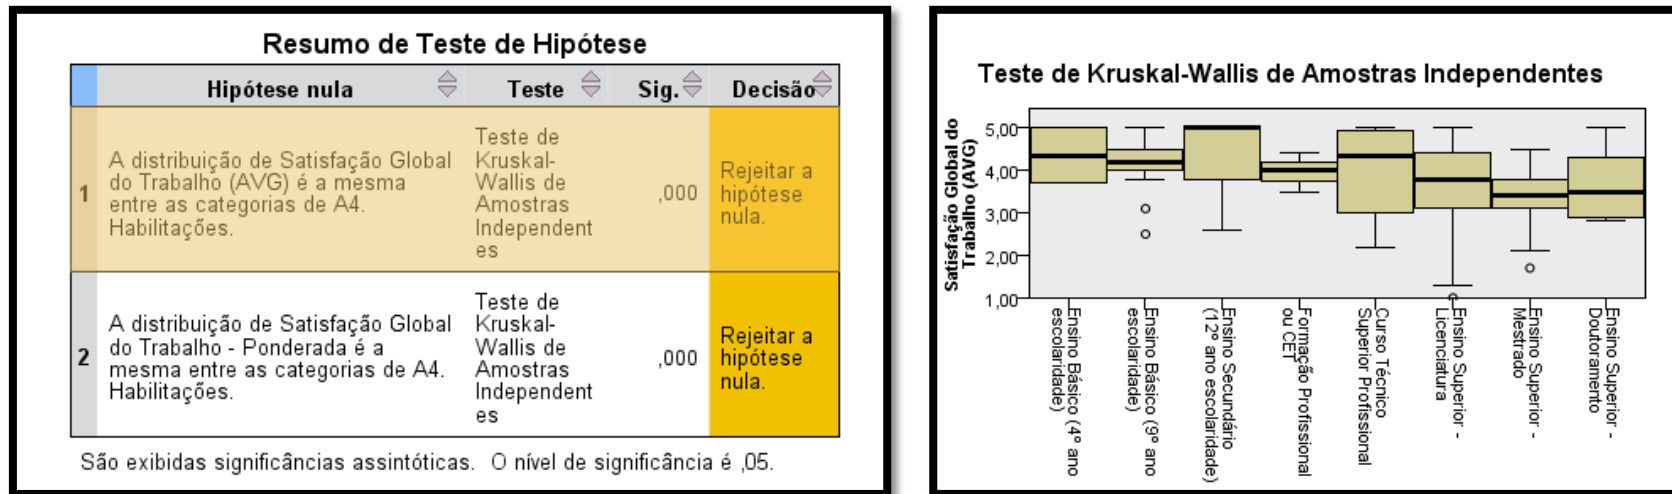 Resumo de Teste de Hipótese
Hipótese nula Teste Sig. Decisão
1
A distribuição de Satisfação Global
do Trabalho (AVG) é a mesma
entre as categorias de A4.
Habilitações.
Teste de
Kruskal-
Wallis de
Amostras
Independent
es
,000
Rejeitar a
hipótese
nula.
2
A distribuição de Satisfação Global
do Trabalho - Ponderada é a
mesma entre as categorias de A4.
Habilitações.
Teste de
Kruskal-
Wallis de
Amostras
Independent
es
,000
Rejeitar a
hipótese
nula.
São exibidas significâncias assintóticas. O nível de significância é ,05.
Teste de Kruskal-Wallis de Amostras Independentes
Satisfação Global do
Trabalho (AVG)
5,00
4,00
3,00
2,00
1,00
Ensino Básico (4º ano
escolaridade)
Ensino Básico (9º ano
escolaridade)
Ensino Secundário
(12º ano escolaridade)
Formação Profissional
ou CET
Curso Técnico
Superior Profissional
Ensino Superior -
Licenciatura
Ensino Superior -
Mestrado
Ensino Superior -
Doutoramento